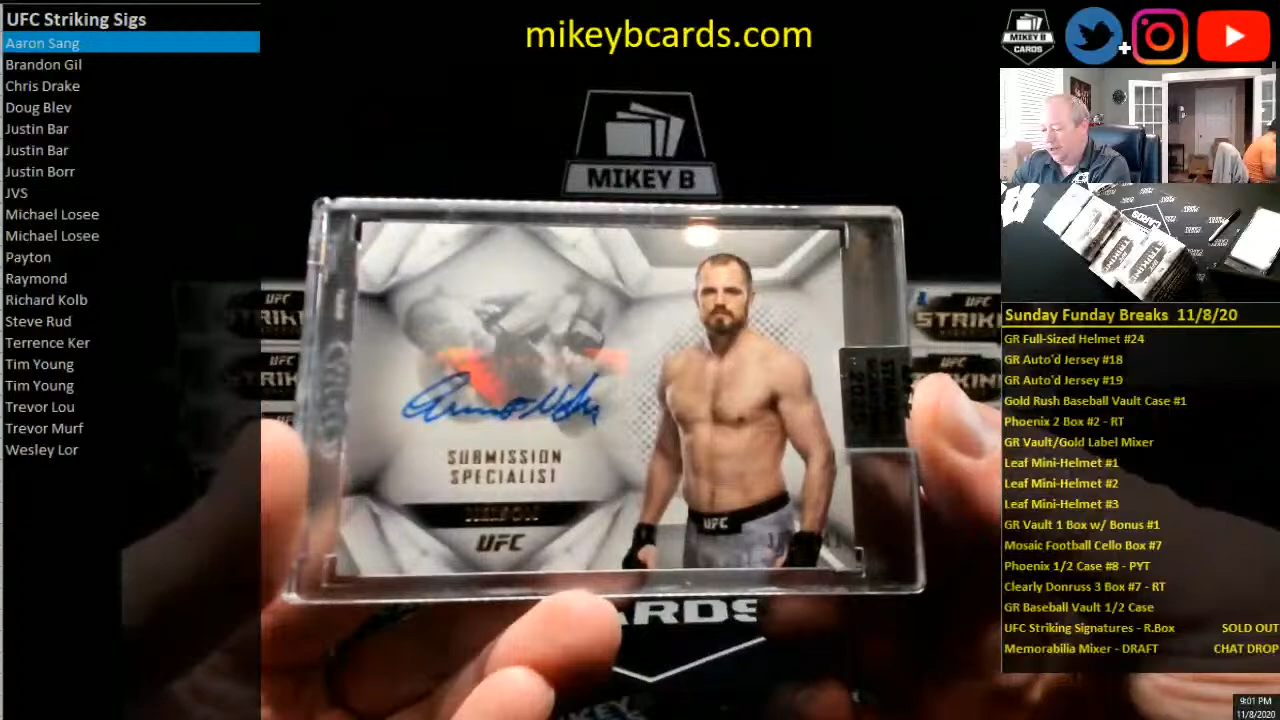 UFC Striking Sigs
Aaron Sang
Brandon Gil
Chris Drake
Doug Blev
Justin Bar
Justin Bar
Justin Borr
JVS
Michael Losee
Michael Losee
Payton
Raymond
Richard Kolb
Steve Rud
Terrence Ker
Tim Young
Tim Young
Trevor Lou
Trevor Murf
Wesley Lor
mikeybcards.com
MIKEY B
SUBMISSION
SPECIALIST
UFC
UFC
UFC
UFC
UFC
STRIKIN
MIKEY B
CARDS
+
Sunday Funday Breaks 11/8/20
GR Full-Sized Helmet #24
GR Auto'd Jersey #18
GR Auto'd Jersey #19
Gold Rush Baseball Vault Case #1
Phoenix 2 Box #2 - RT
GR Vault/Gold Label Mixer
Leaf Mini-Helmet #1
Leaf Mini-Helmet #2
Leaf Mini-Helmet #3
GR Vault 1 Box w/ Bonus #1
Mosaic Football Cello Box #7
Phoenix 1/2 Case #8 - PYT
Clearly Donruss 3 Box #7 - RT
GR Baseball Vault 1/2 Case
UFC Striking Signatures - R.Box SOLD OUT
Memorabilia Mixer - DRAFT CHAT DROP
9:01 PM
11/8/2020